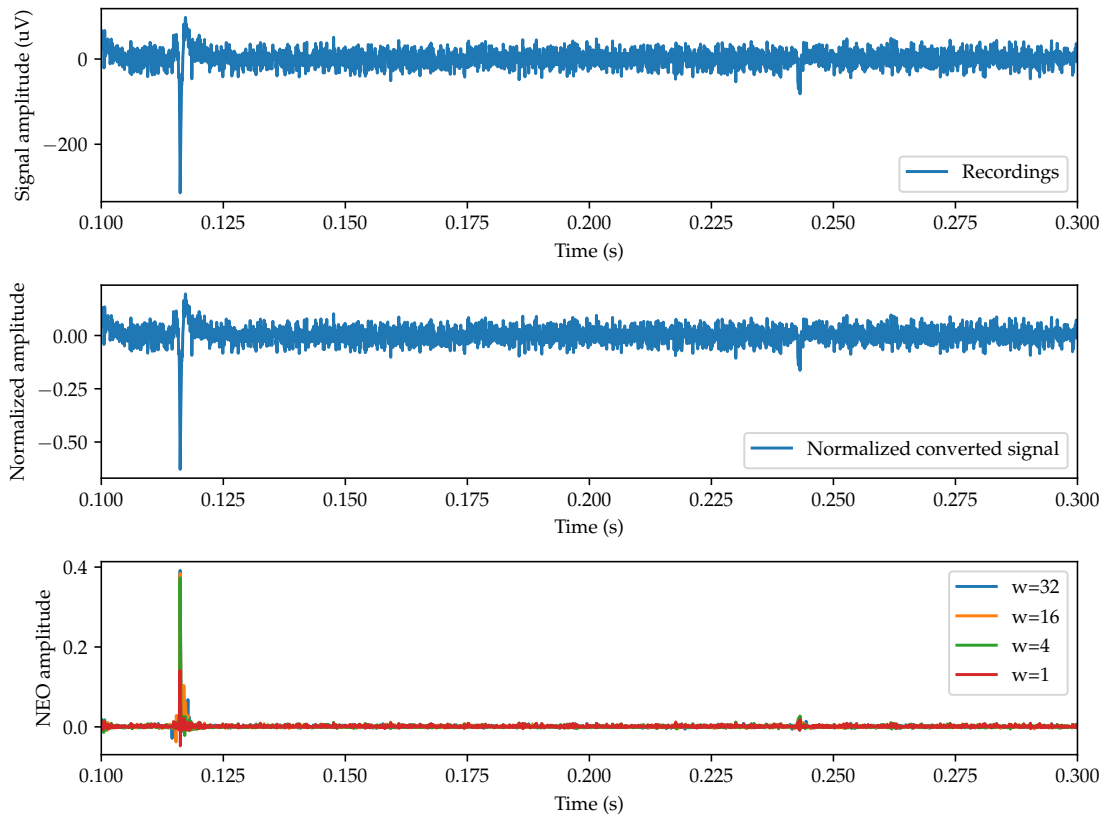 Signal amplitude (uV)
0
−200
Recordings
0.100 0.125 0.150 0.175 0.200 0.225 0.250 0.275 0.300
Time (s)
Normalized amplitude
0.00
−0.25
−0.50
Normalized converted signal
0.100 0.125 0.150 0.175 0.200 0.225 0.250 0.275 0.300
Time (s)
NEO amplitude
0.4
0.2
0.0
w=32
w=16
w=4
w=1
0.100 0.125 0.150 0.175 0.200 0.225 0.250 0.275 0.300
Time (s)